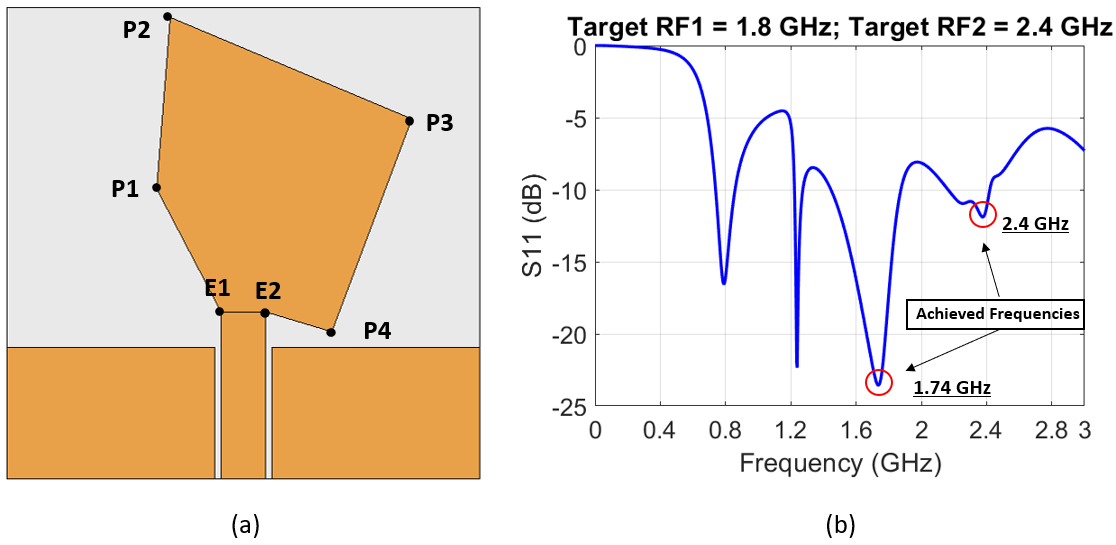 P2
P3
P1
E1
E2
P4
(a)
Target RF1 = 1.8 GHz; Target RF2 = 2.4 GHz
0
-5
-10
-15
-20
-25
S11 (dB)
2.4 GHz
Achieved Frequencies
1.74 GHz
0 0.4 0.8 1.2 1.6 2 2.4 2.8 3
Frequency (GHz)
(b)